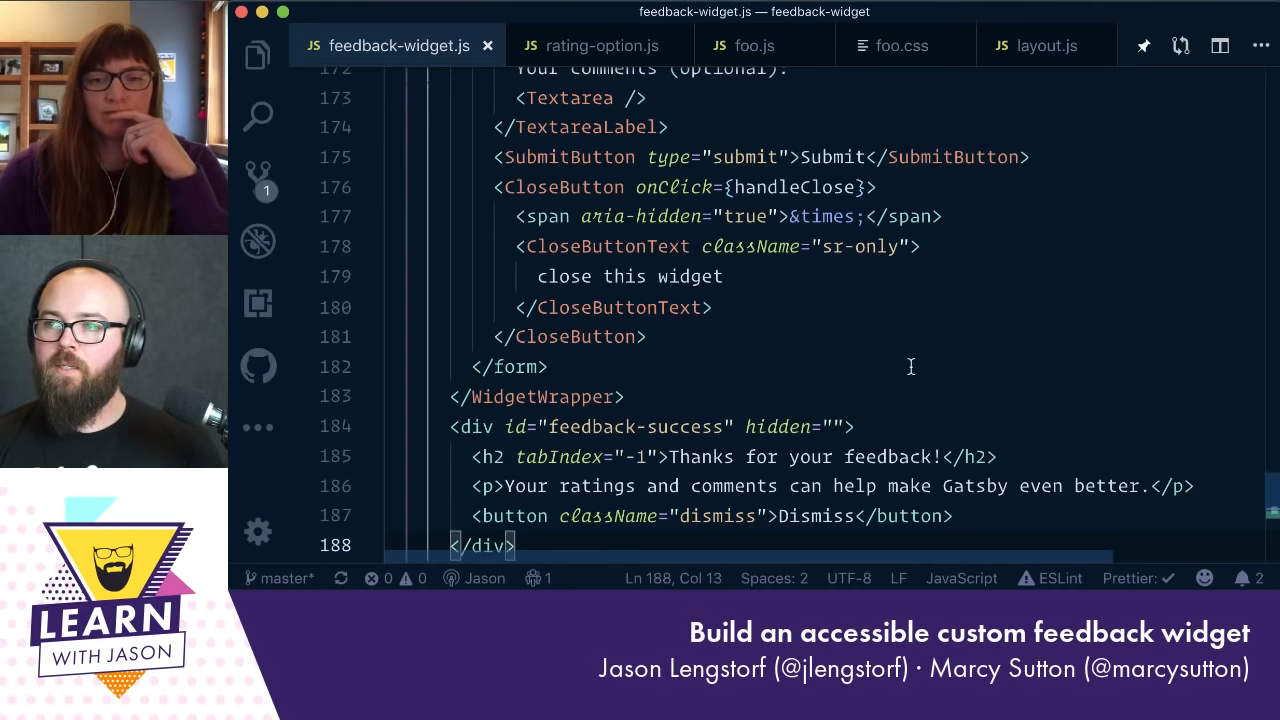 feedback-widget.js — feedback-widget
JS feedback-widget.js ×
JS rating-option.js
JS foo.js
foo.css
JS layout.js
172 Your comments (optional):
173 <Textarea />
174 </TextareaLabel>
175 <SubmitButton type="submit">Submit</SubmitButton>
176 <CloseButton onClick={handleClose}>
177 <span aria-hidden="true">&times;</span>
178 <CloseButtonText className="sr-only">
179 close this widget
180 </CloseButtonText>
181 </CloseButton>
182 </form>
183 </WidgetWrapper>
184 <div id="feedback-success" hidden="">
185 <h2 tabIndex="-1">Thanks for your feedback!</h2>
186 <p>Your ratings and comments can help make Gatsby even better.</p>
187 <button className="dismiss">Dismiss</button>
188 </div>
1
master* 0 0 Jason 1 Ln 188, Col 13 Spaces: 2 UTF-8 LF JavaScript ESLint Prettier: ✓ 2
LEARN
WITH JASON
Build an accessible custom feedback widget
Jason Lengstorf (@jlengstorf) · Marcy Sutton (@marcysutton)